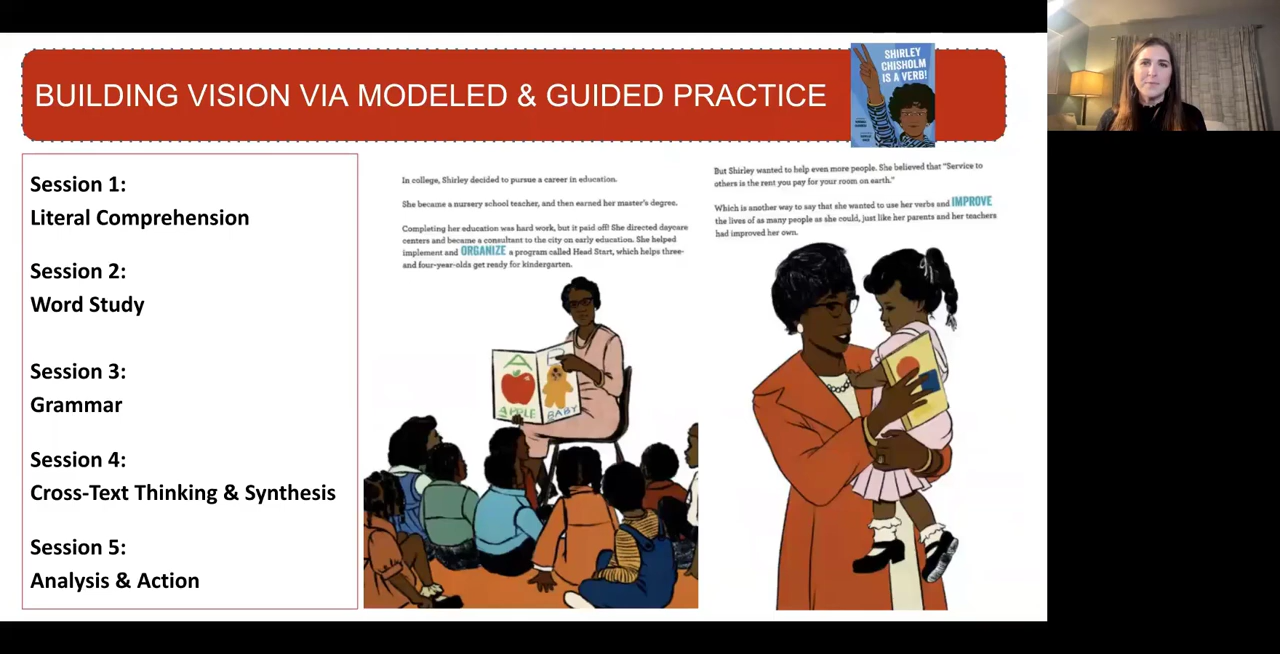 BUILDING VISION VIA MODELED & GUIDED PRACTICE
SHIRLEY
CHISHOLM
IS A VERB!
Session 1:
Literal Comprehension
Session 2:
Word Study
Session 3:
Grammar
Session 4:
Cross-Text Thinking & Synthesis
Session 5:
Analysis & Action
In college, Shirley decided to pursue a career in education.
She became a nursery school teacher, and then earned her master's degree.
Completing her education was hard work, but it paid off! She directed daycare
centers and became a consultant to the city on early education. She helped
implement and ORGANIZE a program called Head Start, which helps three-
and four-year-olds get ready for kindergarten.
A B
APPLE BABY
But Shirley wanted to help even more people. She believed that "Service to
others is the rent you pay for your room on earth."
Which is another way to say that she wanted to use her verbs and IMPROVE
the lives of as many people as she could, just like her parents and her teachers
had improved her own.